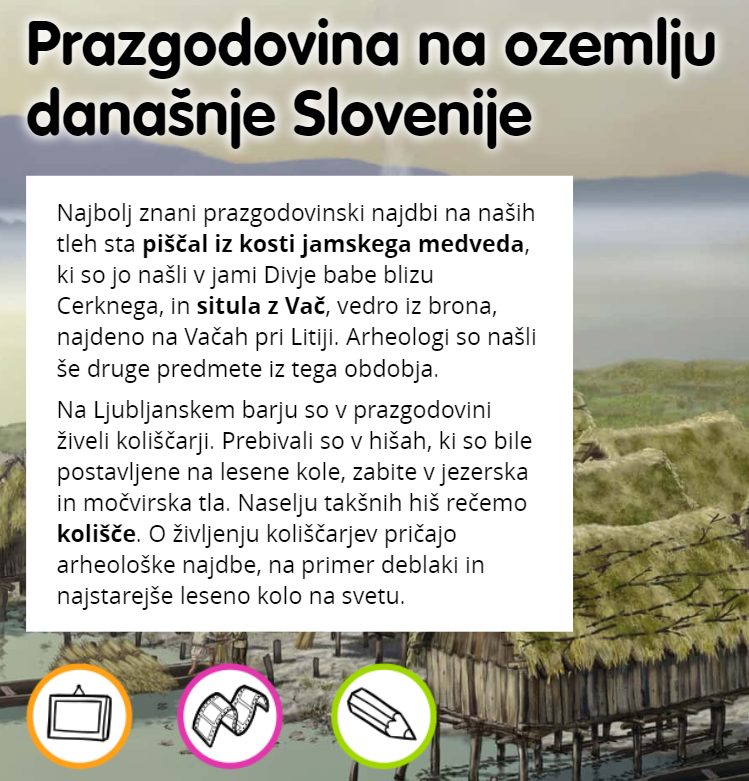 Prazgodovina na ozemlju
današnje Slovenije
Najbolj znani prazgodovinski najdbi na naših
tleh sta piščal iz kosti jamskega medveda,
ki so jo našli v jami Divje babe blizu
Cerknega, in situla z Vač, vedro iz brona,
najdeno na Vačah pri Litiji. Arheologi so našli
še druge predmete iz tega obdobja.
Na Ljubljanskem barju so v prazgodovini
živeli koliščarji. Prebivali so v hišah, ki so bile
postavljene na lesene kole, zabite v jezerska
in močvirska tla. Naselju takšnih hiš rečemo
kolišče. O življenju koliščarjev pričajo
arheološke najdbe, na primer deblaki in
najstarejše leseno kolo na svetu.